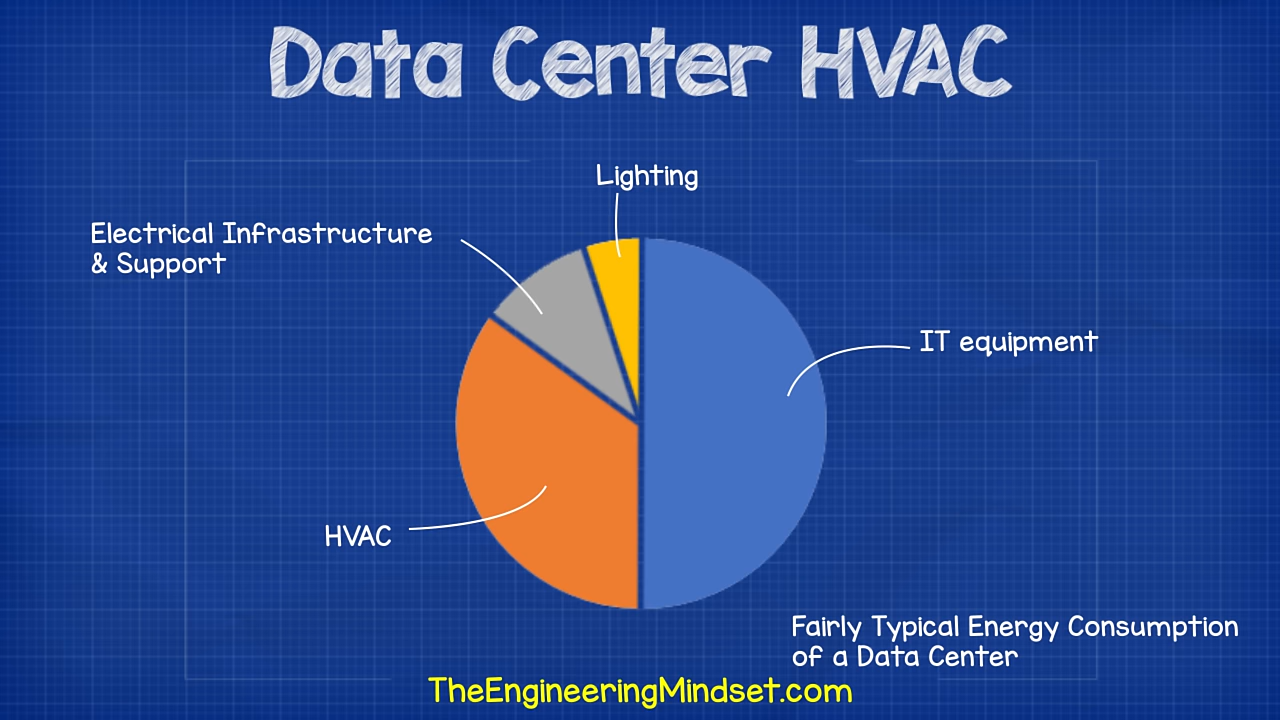 Data Center HVAC
Lighting
Electrical Infrastructure
& Support
IT equipment
HVAC
Fairly Typical Energy Consumption
of a Data Center
TheEngineeringMindset.com